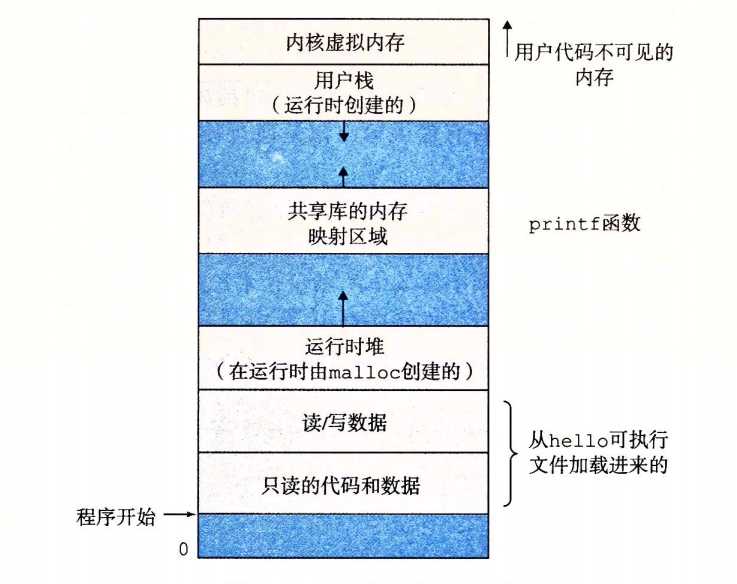 内核虚拟内存
用户代码不可见的
内存
用户栈
（运行时创建的）
共享库的内存
映射区域
printf函数
运行时堆
（在运行时由malloc创建的）
读/写数据
从hello可执行
文件加载进来的
只读的代码和数据
程序开始
0